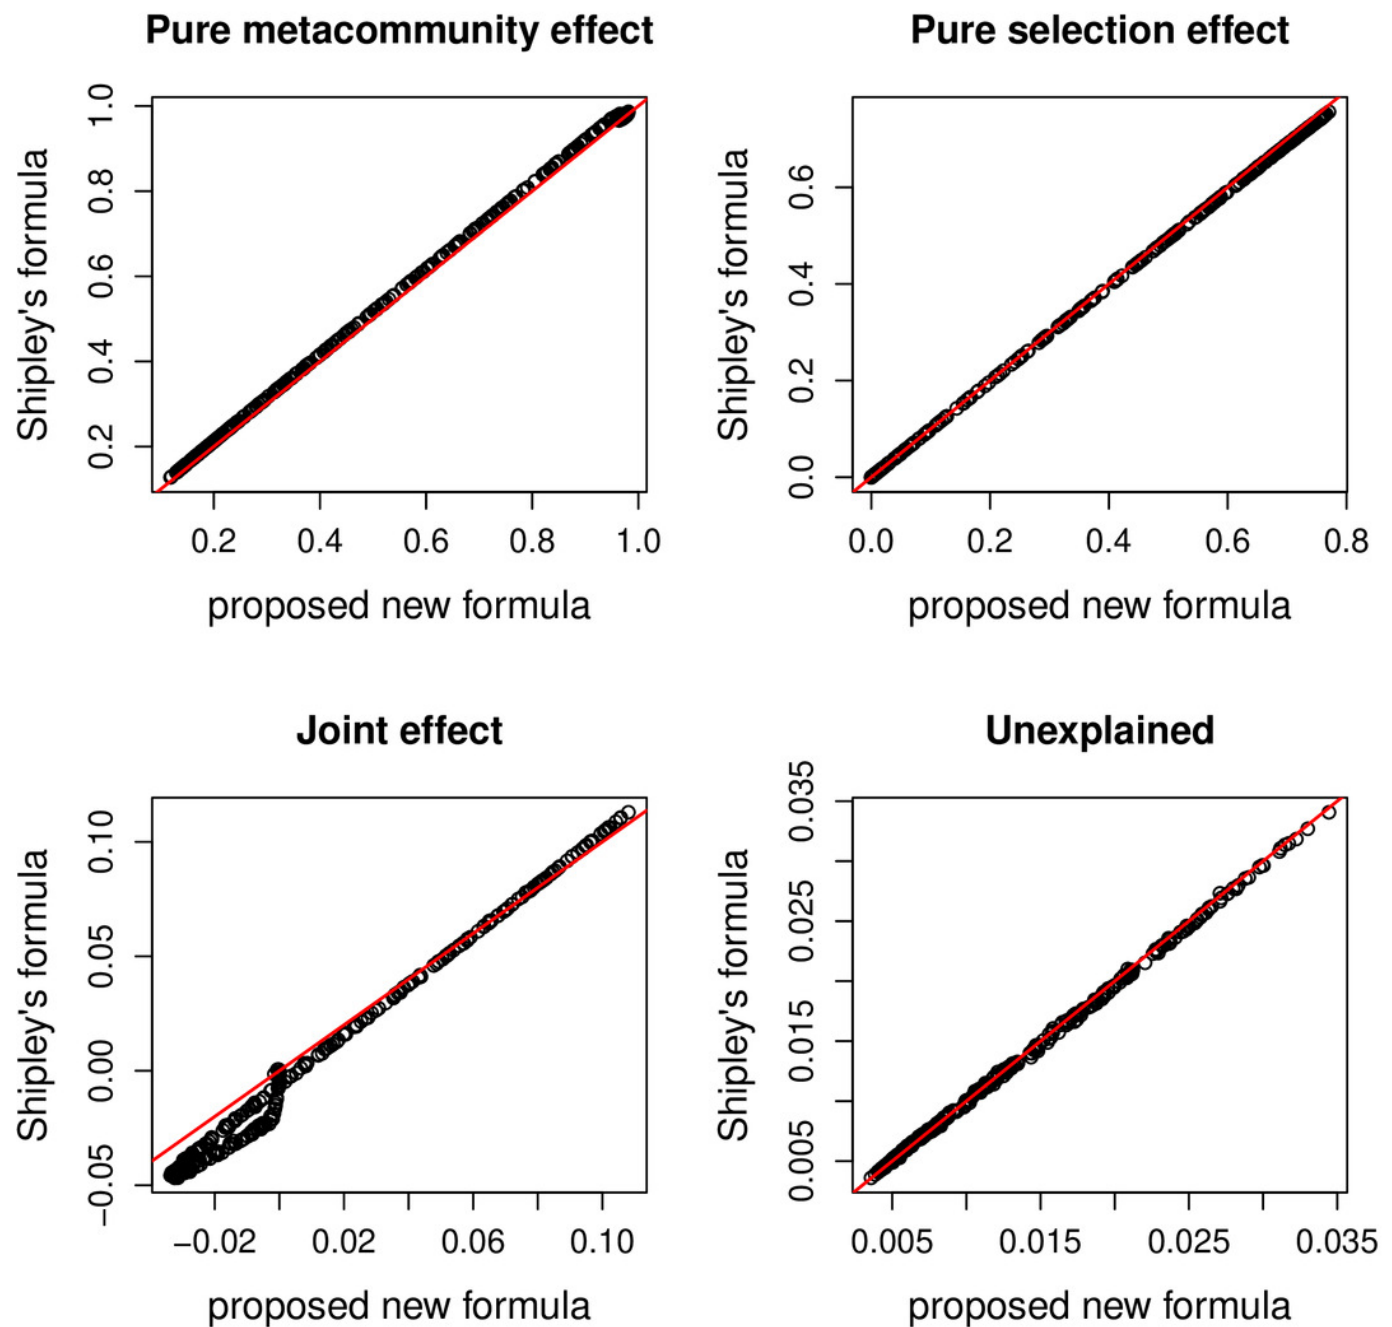 Pure metacommunity effect
Shipley's formula
1.0
0.8
0.6
0.4
0.2
0.2 0.4 0.6 0.8 1.0
proposed new formula
Pure selection effect
Shipley's formula
0.6
0.4
0.2
0.0
0.0 0.2 0.4 0.6 0.8
proposed new formula
Joint effect
Shipley's formula
0.10
0.05
0.00
−0.05
−0.02 0.02 0.06 0.10
proposed new formula
Unexplained
Shipley's formula
0.035
0.025
0.015
0.005
0.005 0.015 0.025 0.035
proposed new formula